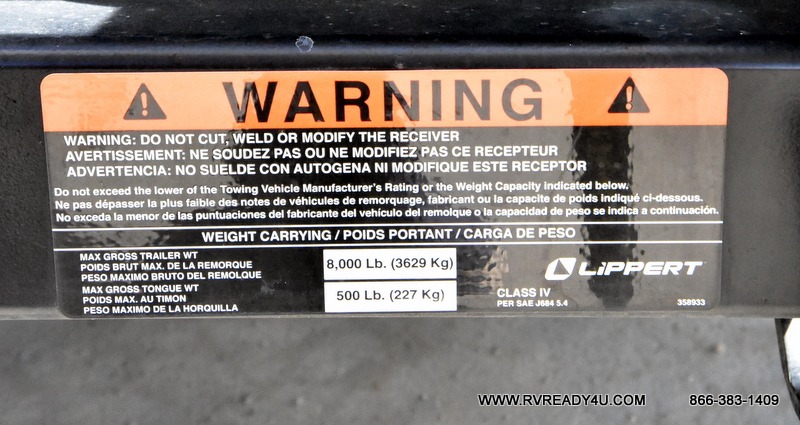 WARNING
WARNING: DO NOT CUT, WELD OR MODIFY THE RECEIVER
AVERTISSEMENT: NE SOUDEZ PAS OU NE MODIFIEZ PAS CE RECEPTEUR
ADVERTENCIA: NO SUELDE CON AUTOGENA NI MODIFIQUE ESTE RECEPTOR
Do not exceed the lower of the Towing Vehicle Manufacturer's Rating or the Weight Capacity indicated below.
Ne pas dépasser la plus faible des notes de véhicules de remorquage, fabricant ou la capacite de poids indiqué ci-dessous.
No exceda la menor de las puntuaciones del fabricante del vehículo del remolque o la capacidad de peso se indica a continuación.
WEIGHT CARRYING / POIDS PORTANT / CARGA DE PESO
MAX GROSS TRAILER WT
POIDS BRUT MAX. DE LA REMORQUE
PESO MAXIMO BRUTO DEL REMOLQUE
8,000 Lb. (3629 Kg)
LIPPERT
MAX GROSS TONGUE WT
POIDS MAX. AU TIMON
PESO MAXIMO DE LA HORQUILLA
500 Lb. (227 Kg)
CLASS IV
PER SAE J684 5.4
358933
WWW.RVREADY4U.COM 866-383-1409